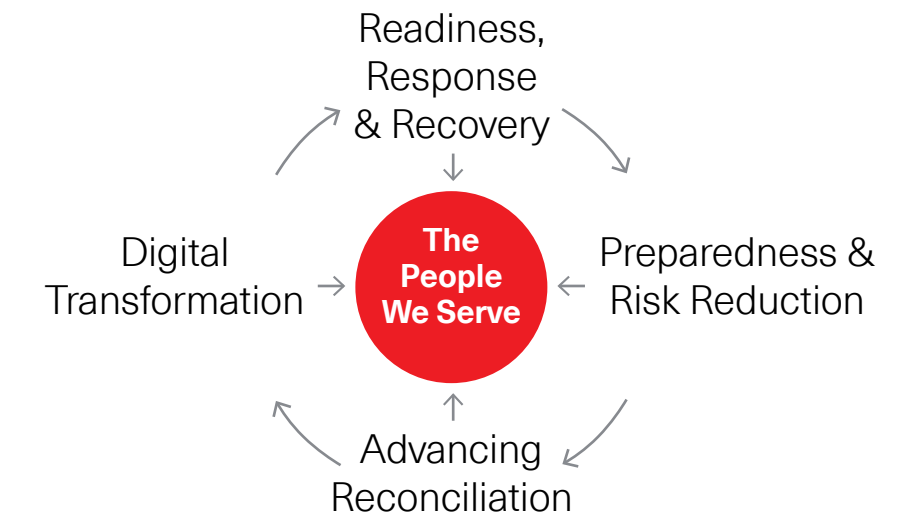 Readiness,
Response
& Recovery
Digital
Transformation
The
People
We Serve
Preparedness &
Risk Reduction
Advancing
Reconciliation